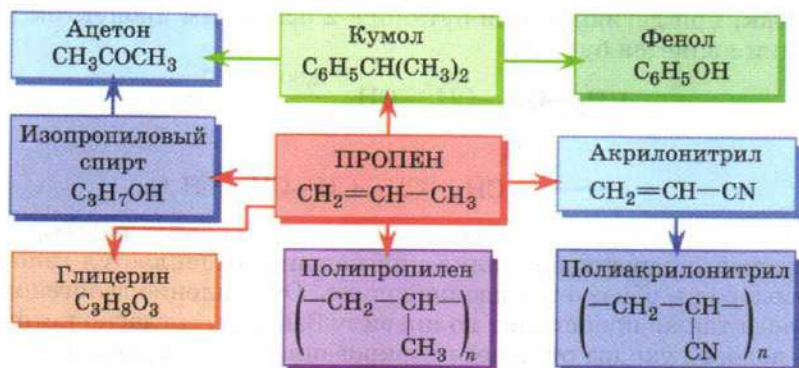 Ацетон
CH₃COCH₃
Кумол
C₆H₅CH(CH₃)₂
Фенол
C₆H₅OH
Изопропиловый
спирт
C₃H₇OH
ПРОПЕН
CH₂=CH—CH₃
Акрилонитрил
CH₂=CH—CN
Глицерин
C₃H₈O₃
Полипропилен
(—CH₂—CH—)ₙ
CH₃
Полиакрилонитрил
(—CH₂—CH—)ₙ
CN